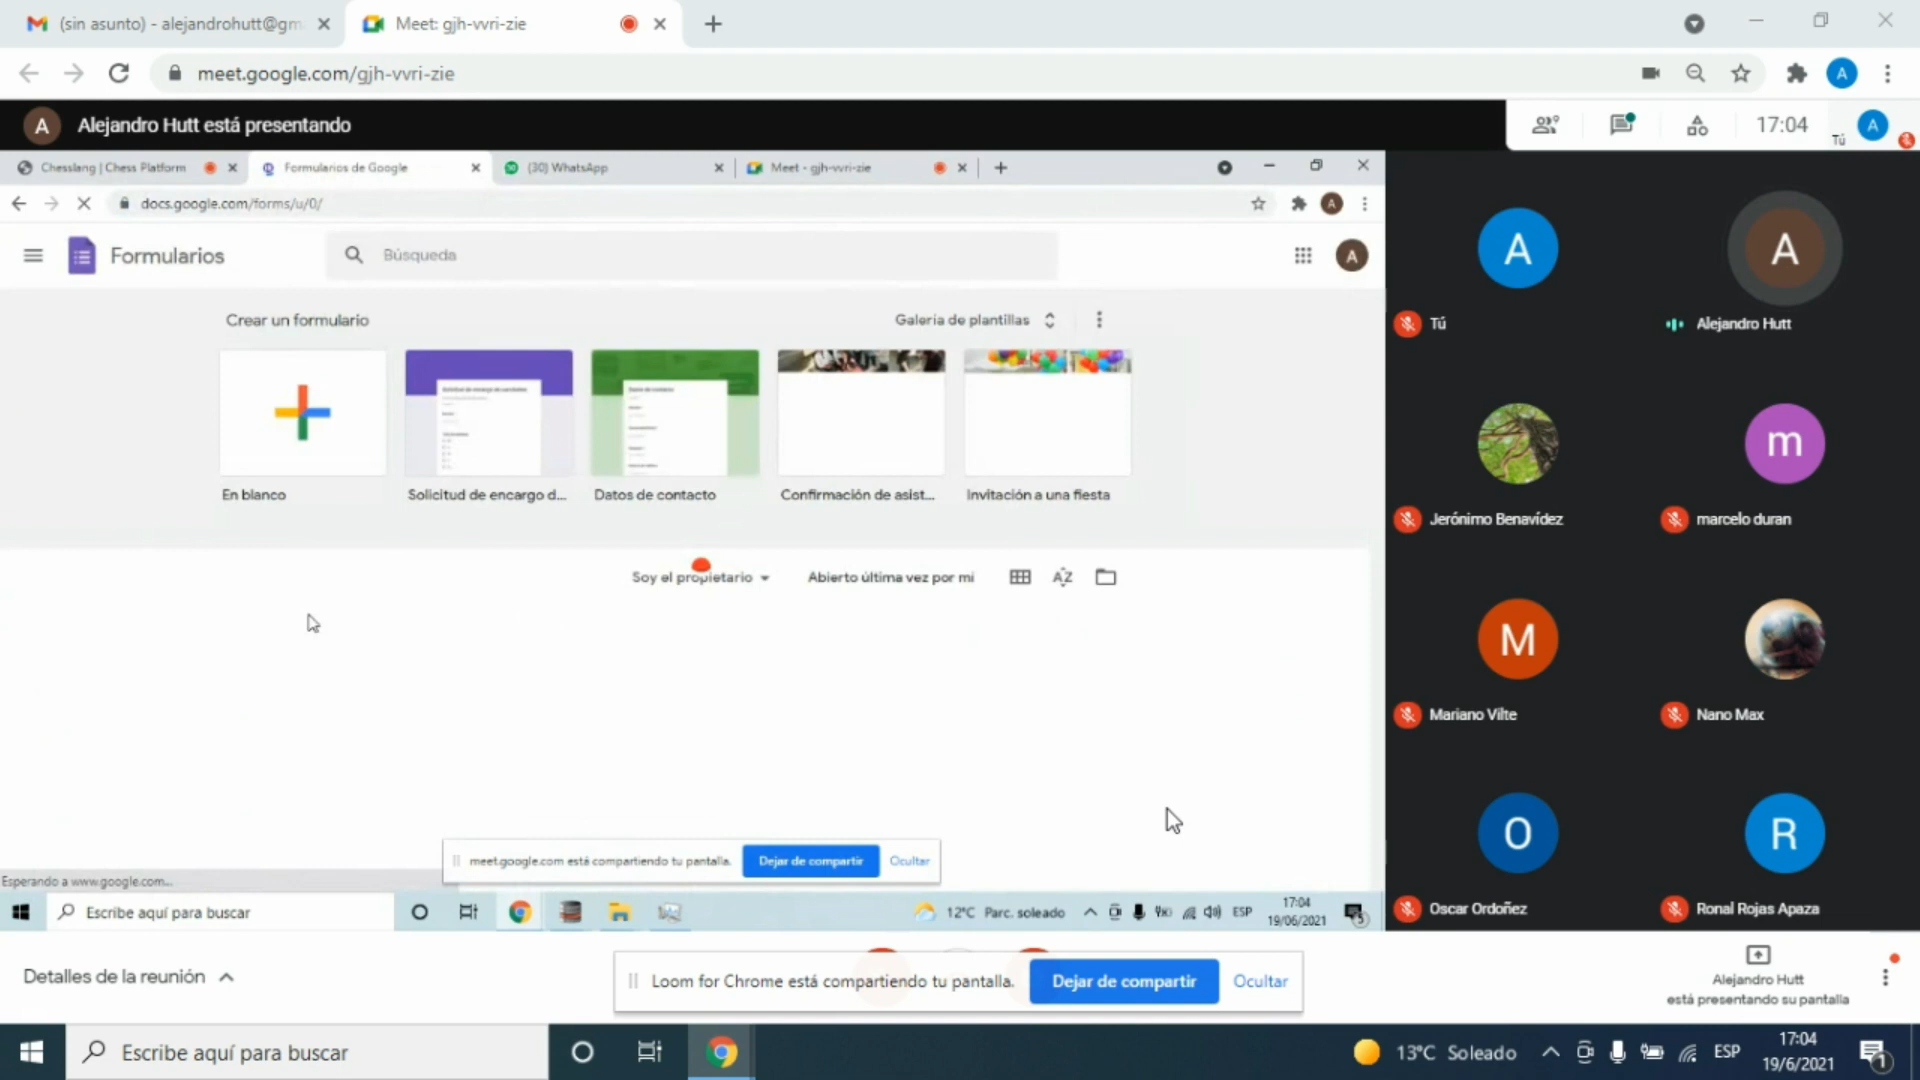 (sin asunto) - alejandrohutt@gm
Meet: gjh-vvri-zie
meet.google.com/gjh-vvri-zie
A
A Alejandro Hutt está presentando
17:04
Tú
A
Chesslang | Chess Platform
Formularios de Google
(30) WhatsApp
Meet - gjh-vvri-zie
docs.google.com/forms/u/0/
A
Formularios
Búsqueda
A
Crear un formulario
Galería de plantillas
En blanco
Solicitud de encargo d...
Datos de contacto
Confirmación de asist...
Invitación a una fiesta
Soy el propietario
Abierto última vez por mí
AZ
A
A
Tú
Alejandro Hutt
m
Jerónimo Benavídez
marcelo duran
M
Mariano Vilte
Nano Max
O
R
Oscar Ordoñez
Ronal Rojas Apaza
meet.google.com está compartiendo tu pantalla.
Dejar de compartir
Ocultar
Esperando a www.google.com...
Escribe aquí para buscar
12°C Parc. soleado
ESP
17:04
19/06/2021
5
Detalles de la reunión
Loom for Chrome está compartiendo tu pantalla.
Dejar de compartir
Ocultar
Alejandro Hutt
está presentando su pantalla
Escribe aquí para buscar
13°C Soleado
ESP
17:04
19/6/2021
1